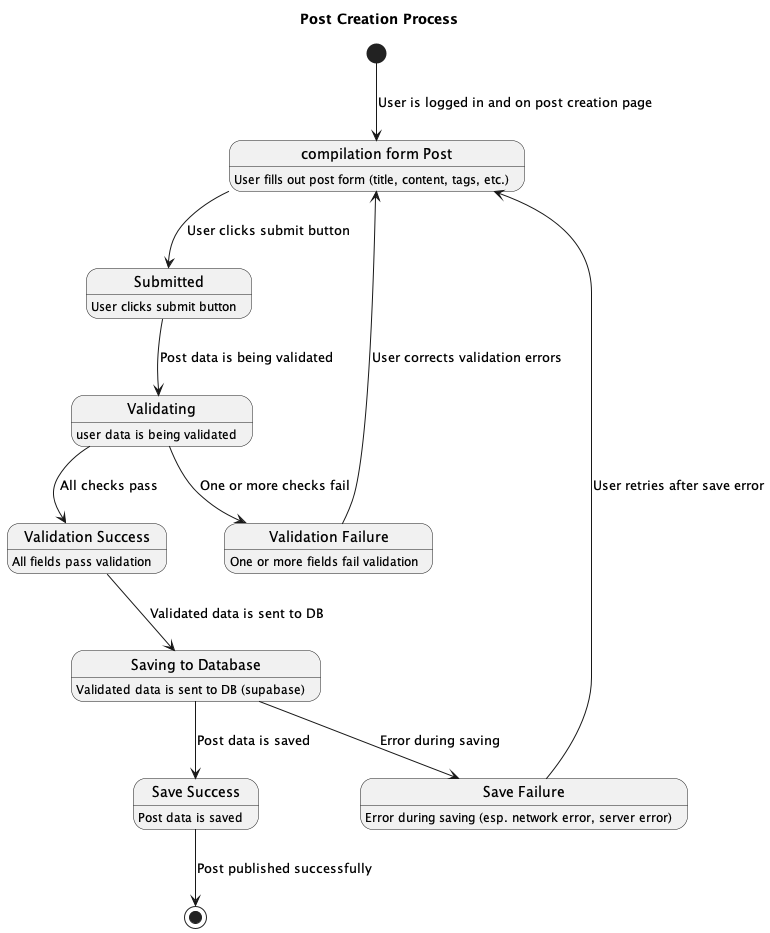 Post Creation Process
User is logged in and on post creation page
compilation form Post
User fills out post form (title, content, tags, etc.)
User clicks submit button
Submitted
User clicks submit button
Post data is being validated
User corrects validation errors
Validating
user data is being validated
All checks pass
One or more checks fail
User retries after save error
Validation Success
All fields pass validation
Validation Failure
One or more fields fail validation
Validated data is sent to DB
Saving to Database
Validated data is sent to DB (supabase)
Post data is saved
Error during saving
Save Success
Post data is saved
Save Failure
Error during saving (esp. network error, server error)
Post published successfully